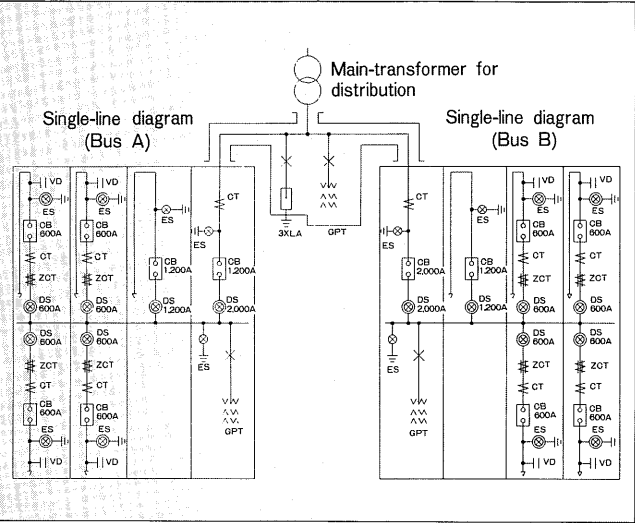 Main-transformer for
distribution
Single-line diagram
(Bus A)
Single-line diagram
(Bus B)
VD
ES
CB
600A
CT
ZCT
DS
600A
VD
ES
CB
600A
CT
ZCT
DS
600A
ES
CB
1,200A
DS
1,200A
CT
ES
CB
1,200A
DS
2,000A
3XLA
GPT
CT
ES
CB
2,000A
DS
2,000A
ES
CB
1,200A
DS
1,200A
VD
ES
CB
600A
CT
ZCT
DS
600A
VD
ES
CB
600A
CT
ZCT
DS
600A
DS
600A
ZCT
CT
CB
600A
ES
VD
DS
600A
ZCT
CT
CB
600A
ES
VD
ES
GPT
ES
GPT
DS
600A
ZCT
CT
CB
600A
ES
VD
DS
600A
ZCT
CT
CB
600A
ES
VD